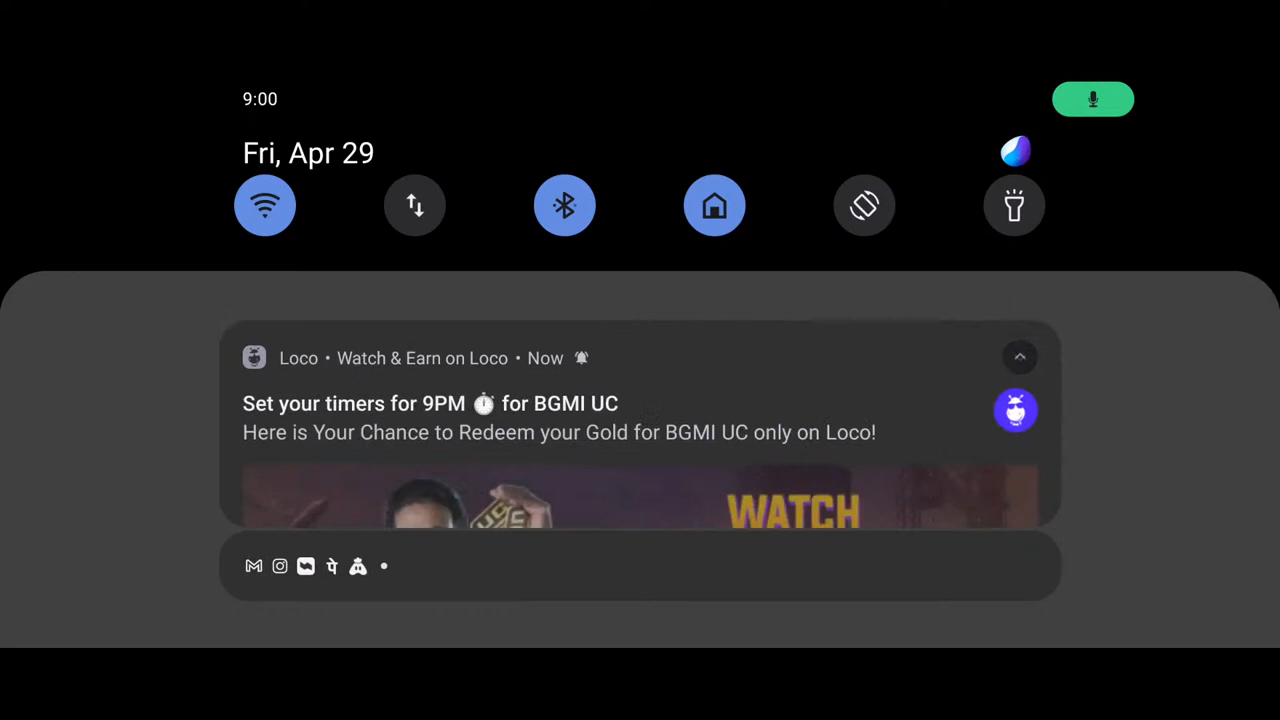 9:00
Fri, Apr 29
Loco • Watch & Earn on Loco • Now
Set your timers for 9PM ⏱ for BGMI UC
Here is Your Chance to Redeem your Gold for BGMI UC only on Loco!
UC
WATCH
पे